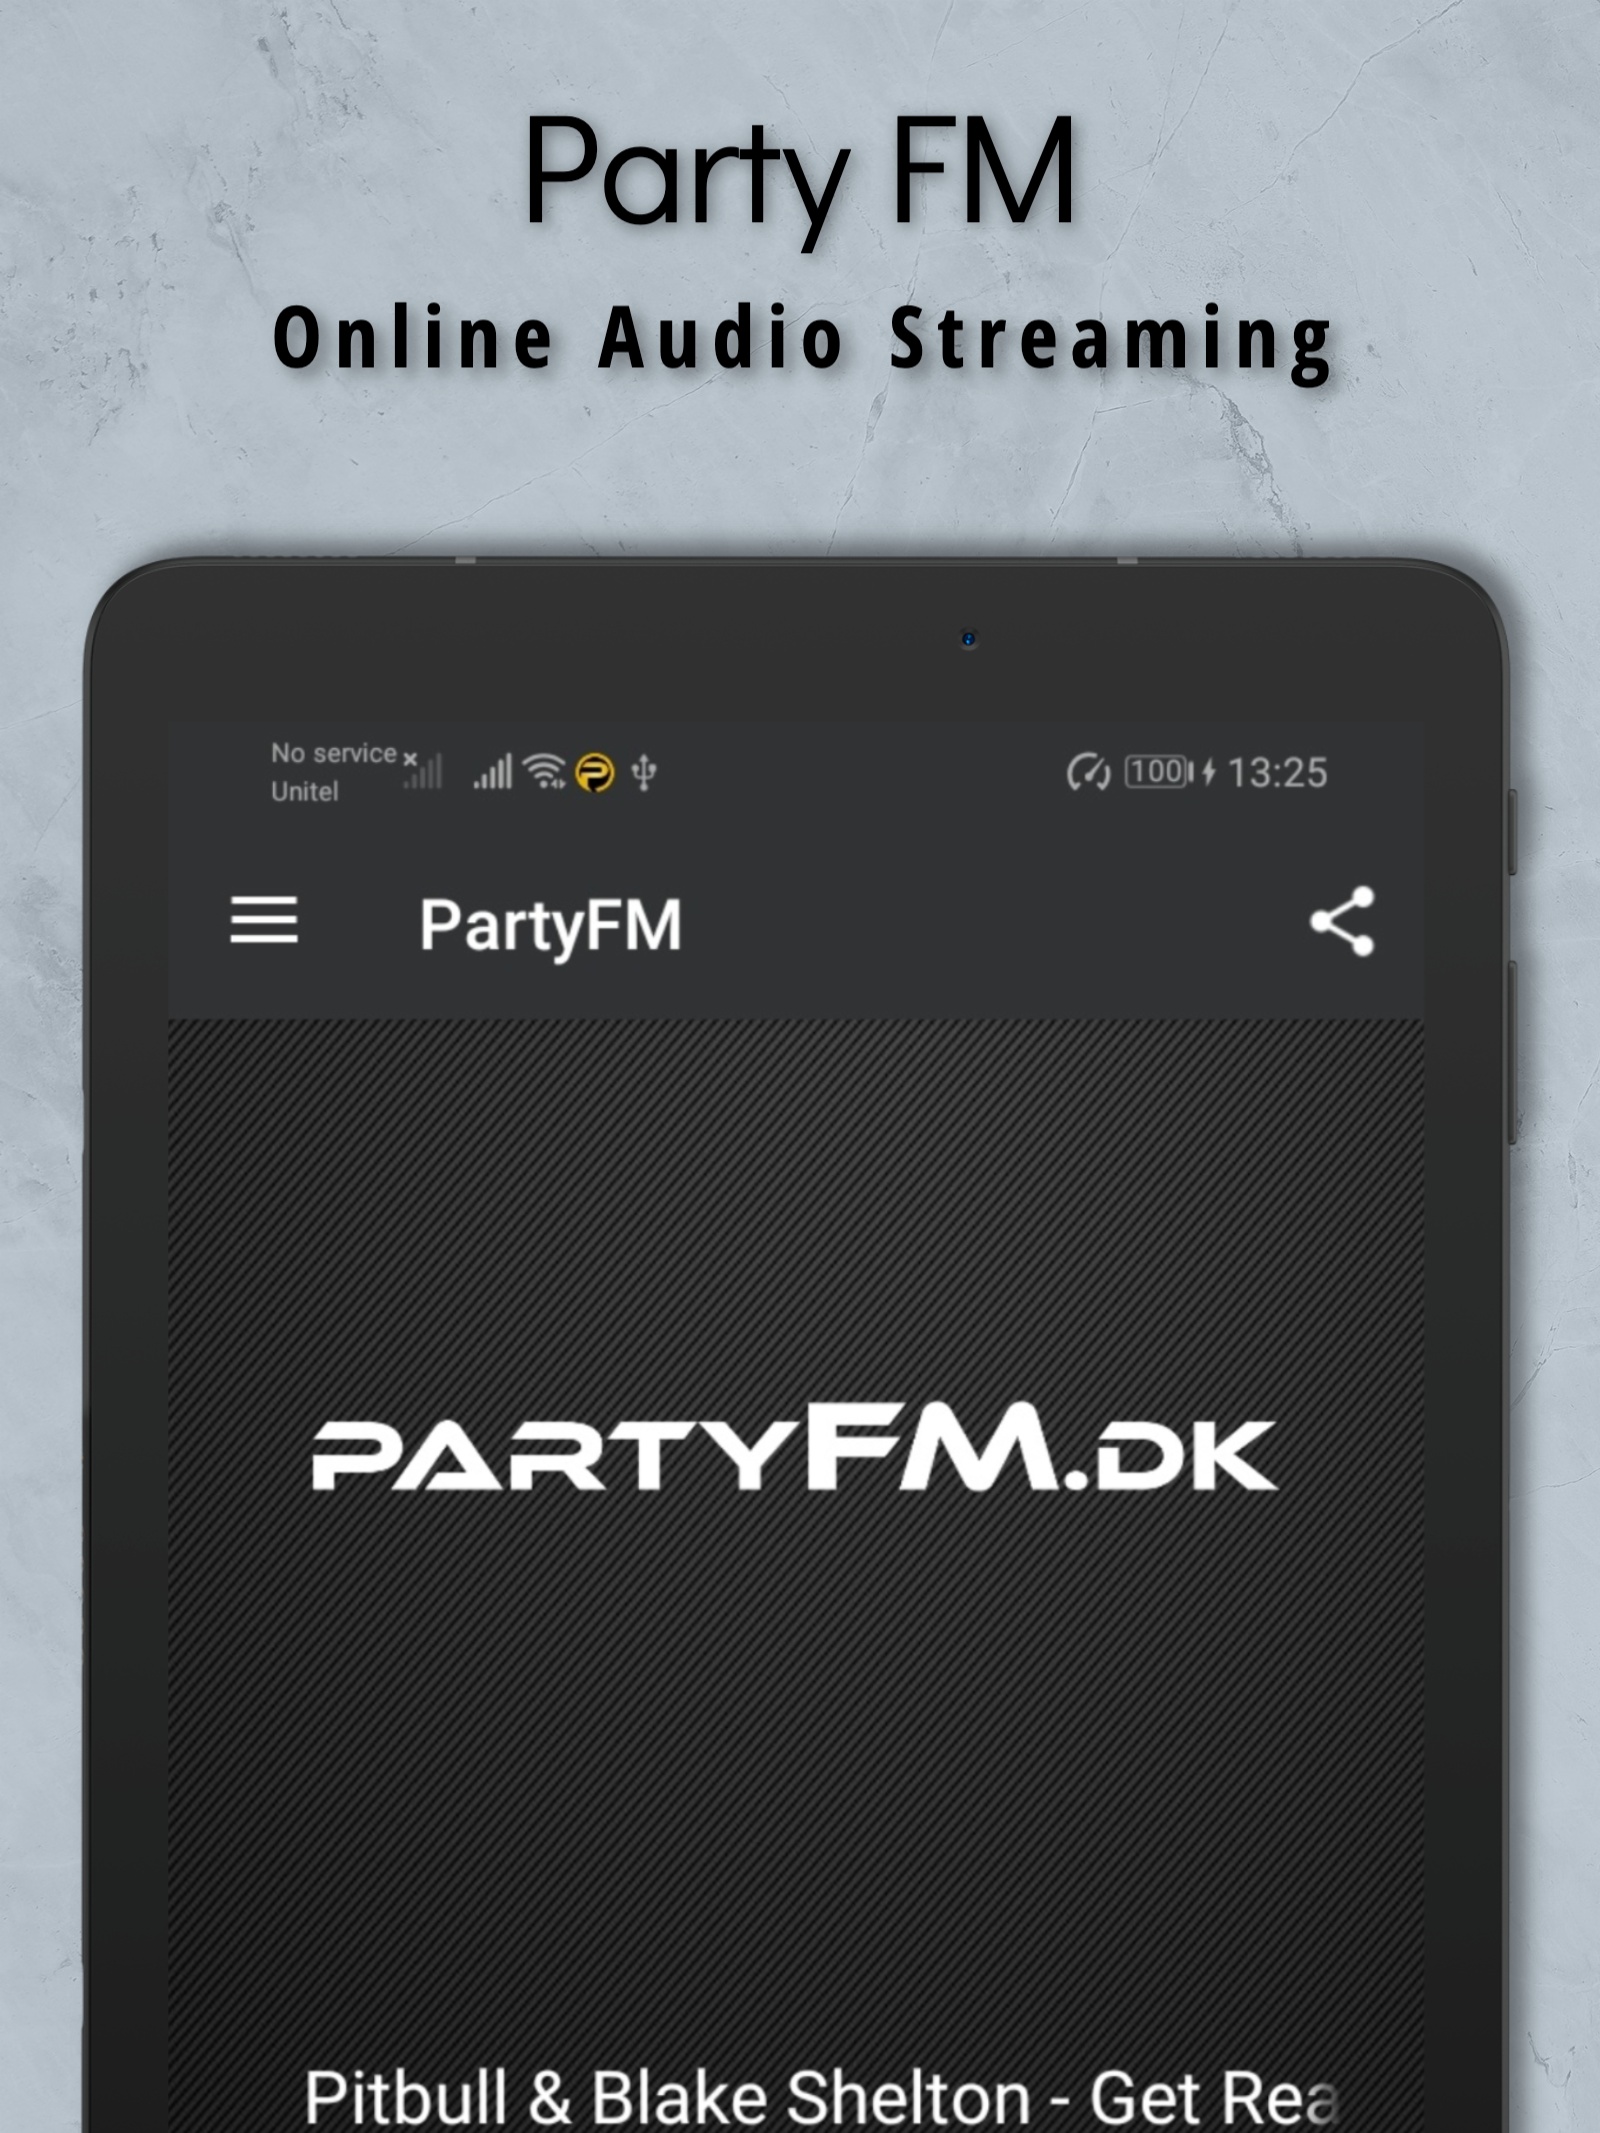 Party FM
Online Audio Streaming
No service
Unitel
100
13:25
PartyFM
PARTYFM.DK
Pitbull & Blake Shelton - Get Rea